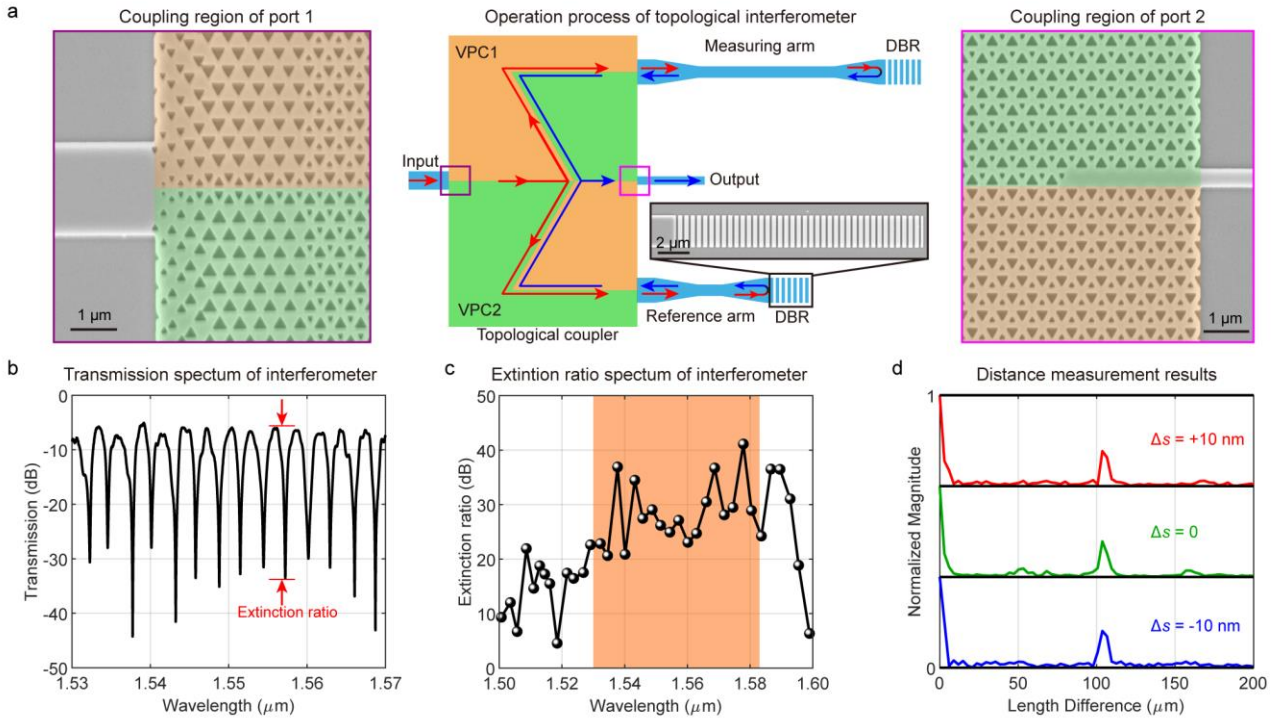 a
Coupling region of port 1
Operation process of topological interferometer
Coupling region of port 2
1 μm
VPC1
Measuring arm
DBR
Input
Output
2 μm
VPC2
Reference arm
DBR
Topological coupler
1 μm
b
Transmission spectum of interferometer
Transmission (dB)
0
-10
-20
-30
-40
-50
Extinction ratio
1.53
1.54
1.55
1.56
1.57
Wavelength (μm)
c
Extintion ratio spectrum of interferometer
Extinction ratio (dB)
50
40
30
20
10
0
1.50
1.52
1.54
1.56
1.58
1.60
Wavelength (μm)
d
Distance measurement results
Normalized Magnitude
1
Δs = +10 nm
Δs = 0
Δs = -10 nm
0
0
50
100
150
200
Length Difference (μm)